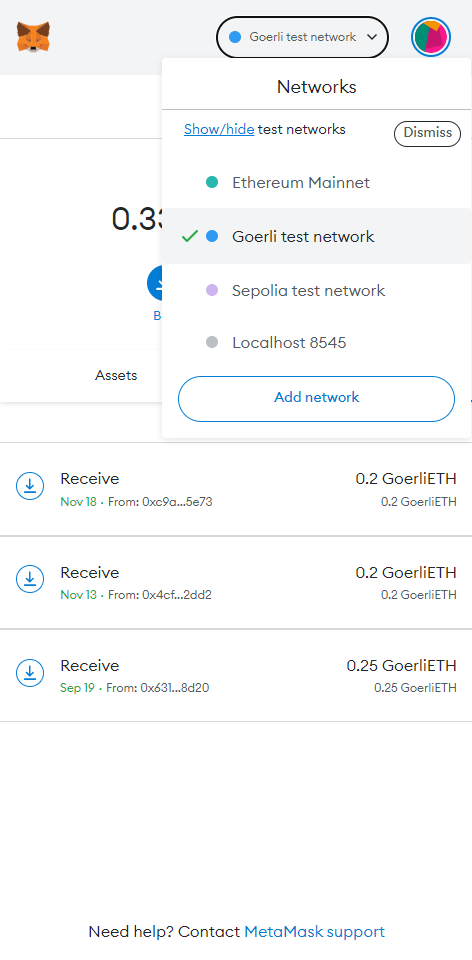 Goerli test network
Networks
Show/hide test networks
Dismiss
Ethereum Mainnet
Goerli test network
Sepolia test network
Localhost 8545
Add network
Assets
Receive 0.2 GoerliETH
Nov 18 · From: 0xc9a...5e73 0.2 GoerliETH
Receive 0.2 GoerliETH
Nov 13 · From: 0x4cf...2dd2 0.2 GoerliETH
Receive 0.25 GoerliETH
Sep 19 · From: 0x631...8d20 0.25 GoerliETH
Need help? Contact MetaMask support